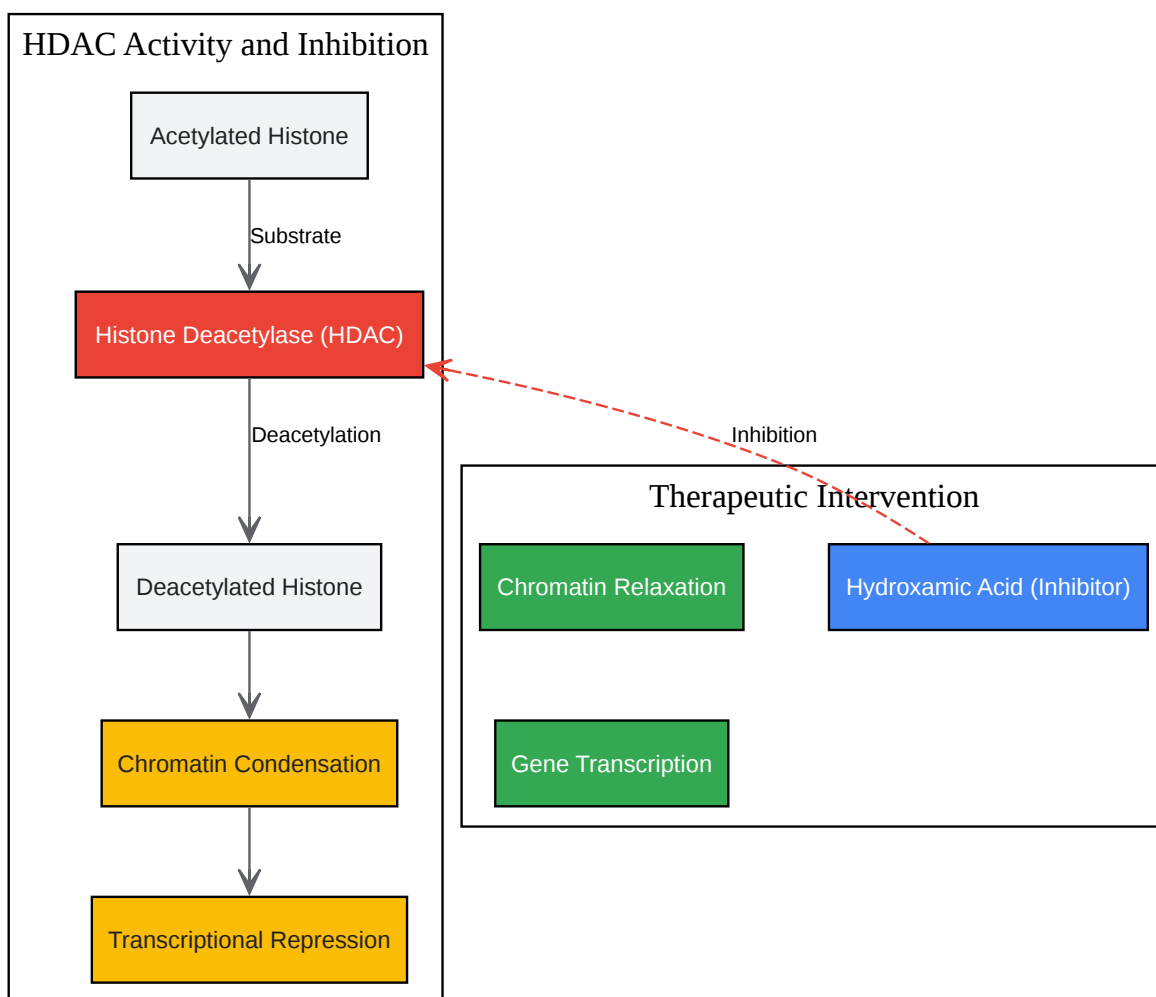 HDAC Activity and Inhibition
Acetylated Histone
Substrate
Histone Deacetylase (HDAC)
Deacetylation
Inhibition
Therapeutic Intervention
Deacetylated Histone
Chromatin Relaxation
Hydroxamic Acid (Inhibitor)
Chromatin Condensation
Gene Transcription
Transcriptional Repression